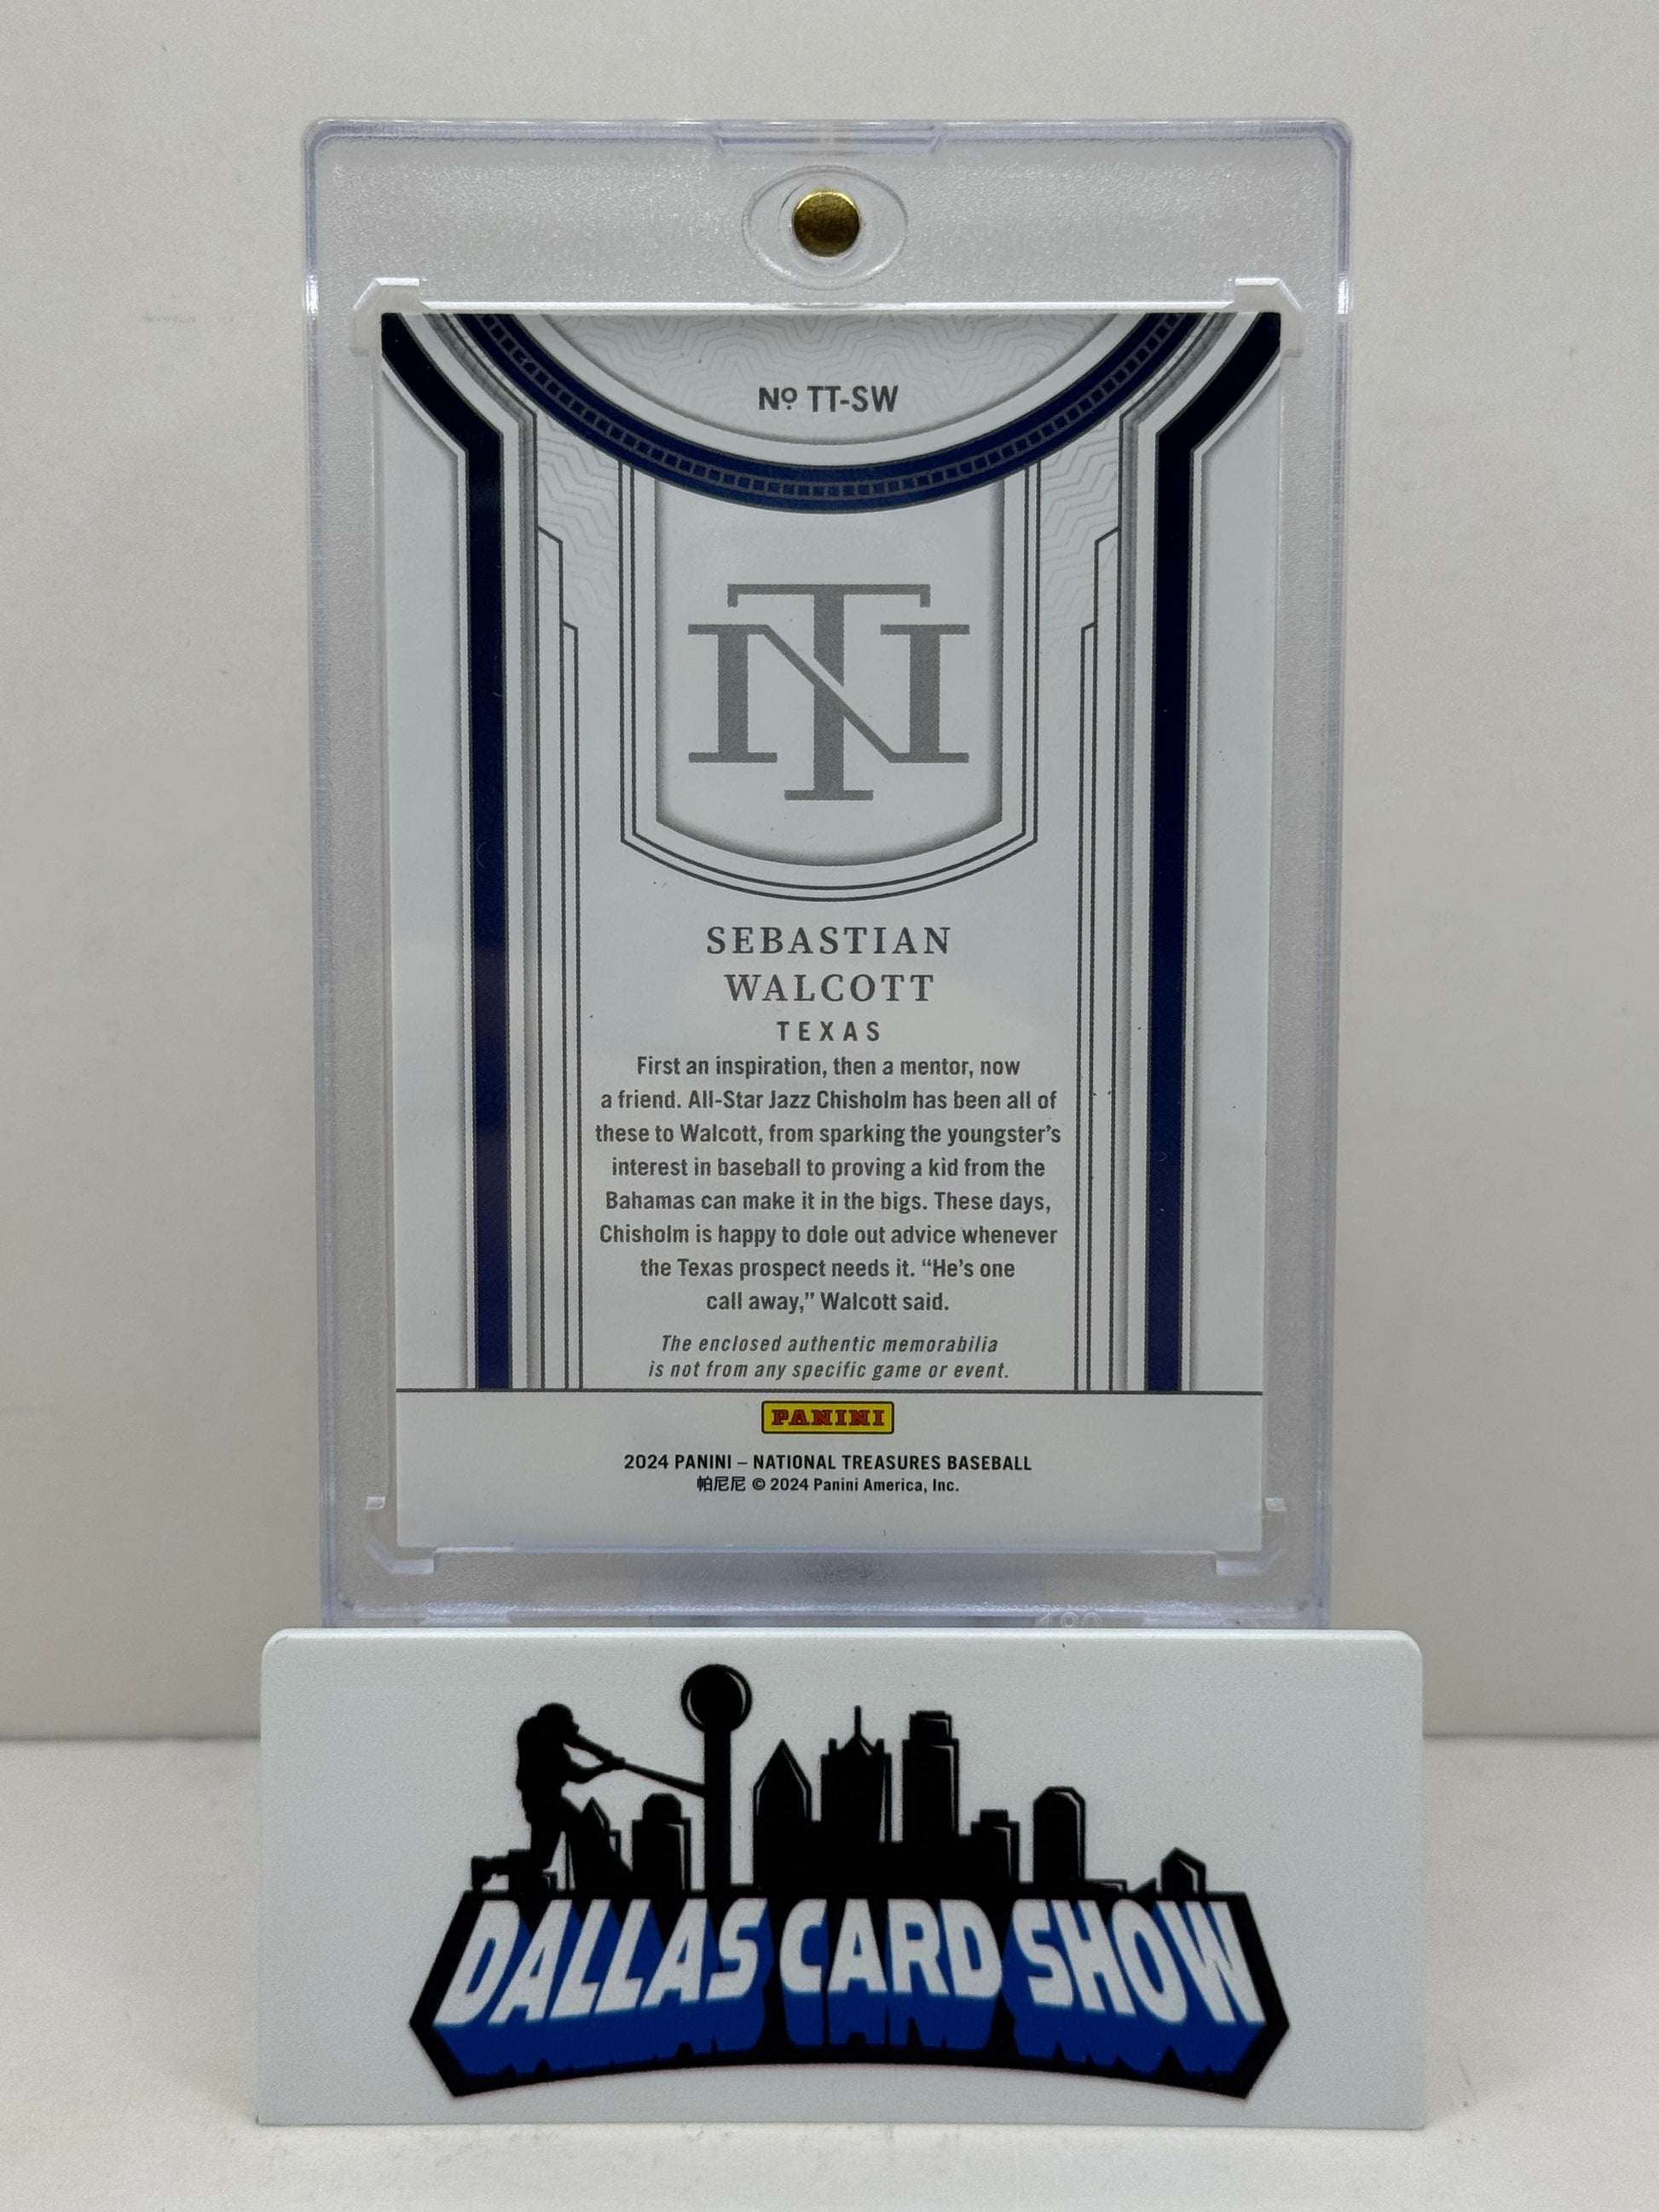 Nº TT-SW
NT
SEBASTIAN
WALCOTT
TEXAS
First an inspiration, then a mentor, now
a friend. All-Star Jazz Chisholm has been all of
these to Walcott, from sparking the youngster’s
interest in baseball to proving a kid from the
Bahamas can make it in the bigs. These days,
Chisholm is happy to dole out advice whenever
the Texas prospect needs it. “He’s one
call away,” Walcott said.
The enclosed authentic memorabilia
is not from any specific game or event.
PANINI
2024 PANINI – NATIONAL TREASURES BASEBALL
帕尼尼 © 2024 Panini America, Inc.
DALLAS CARD SHOW